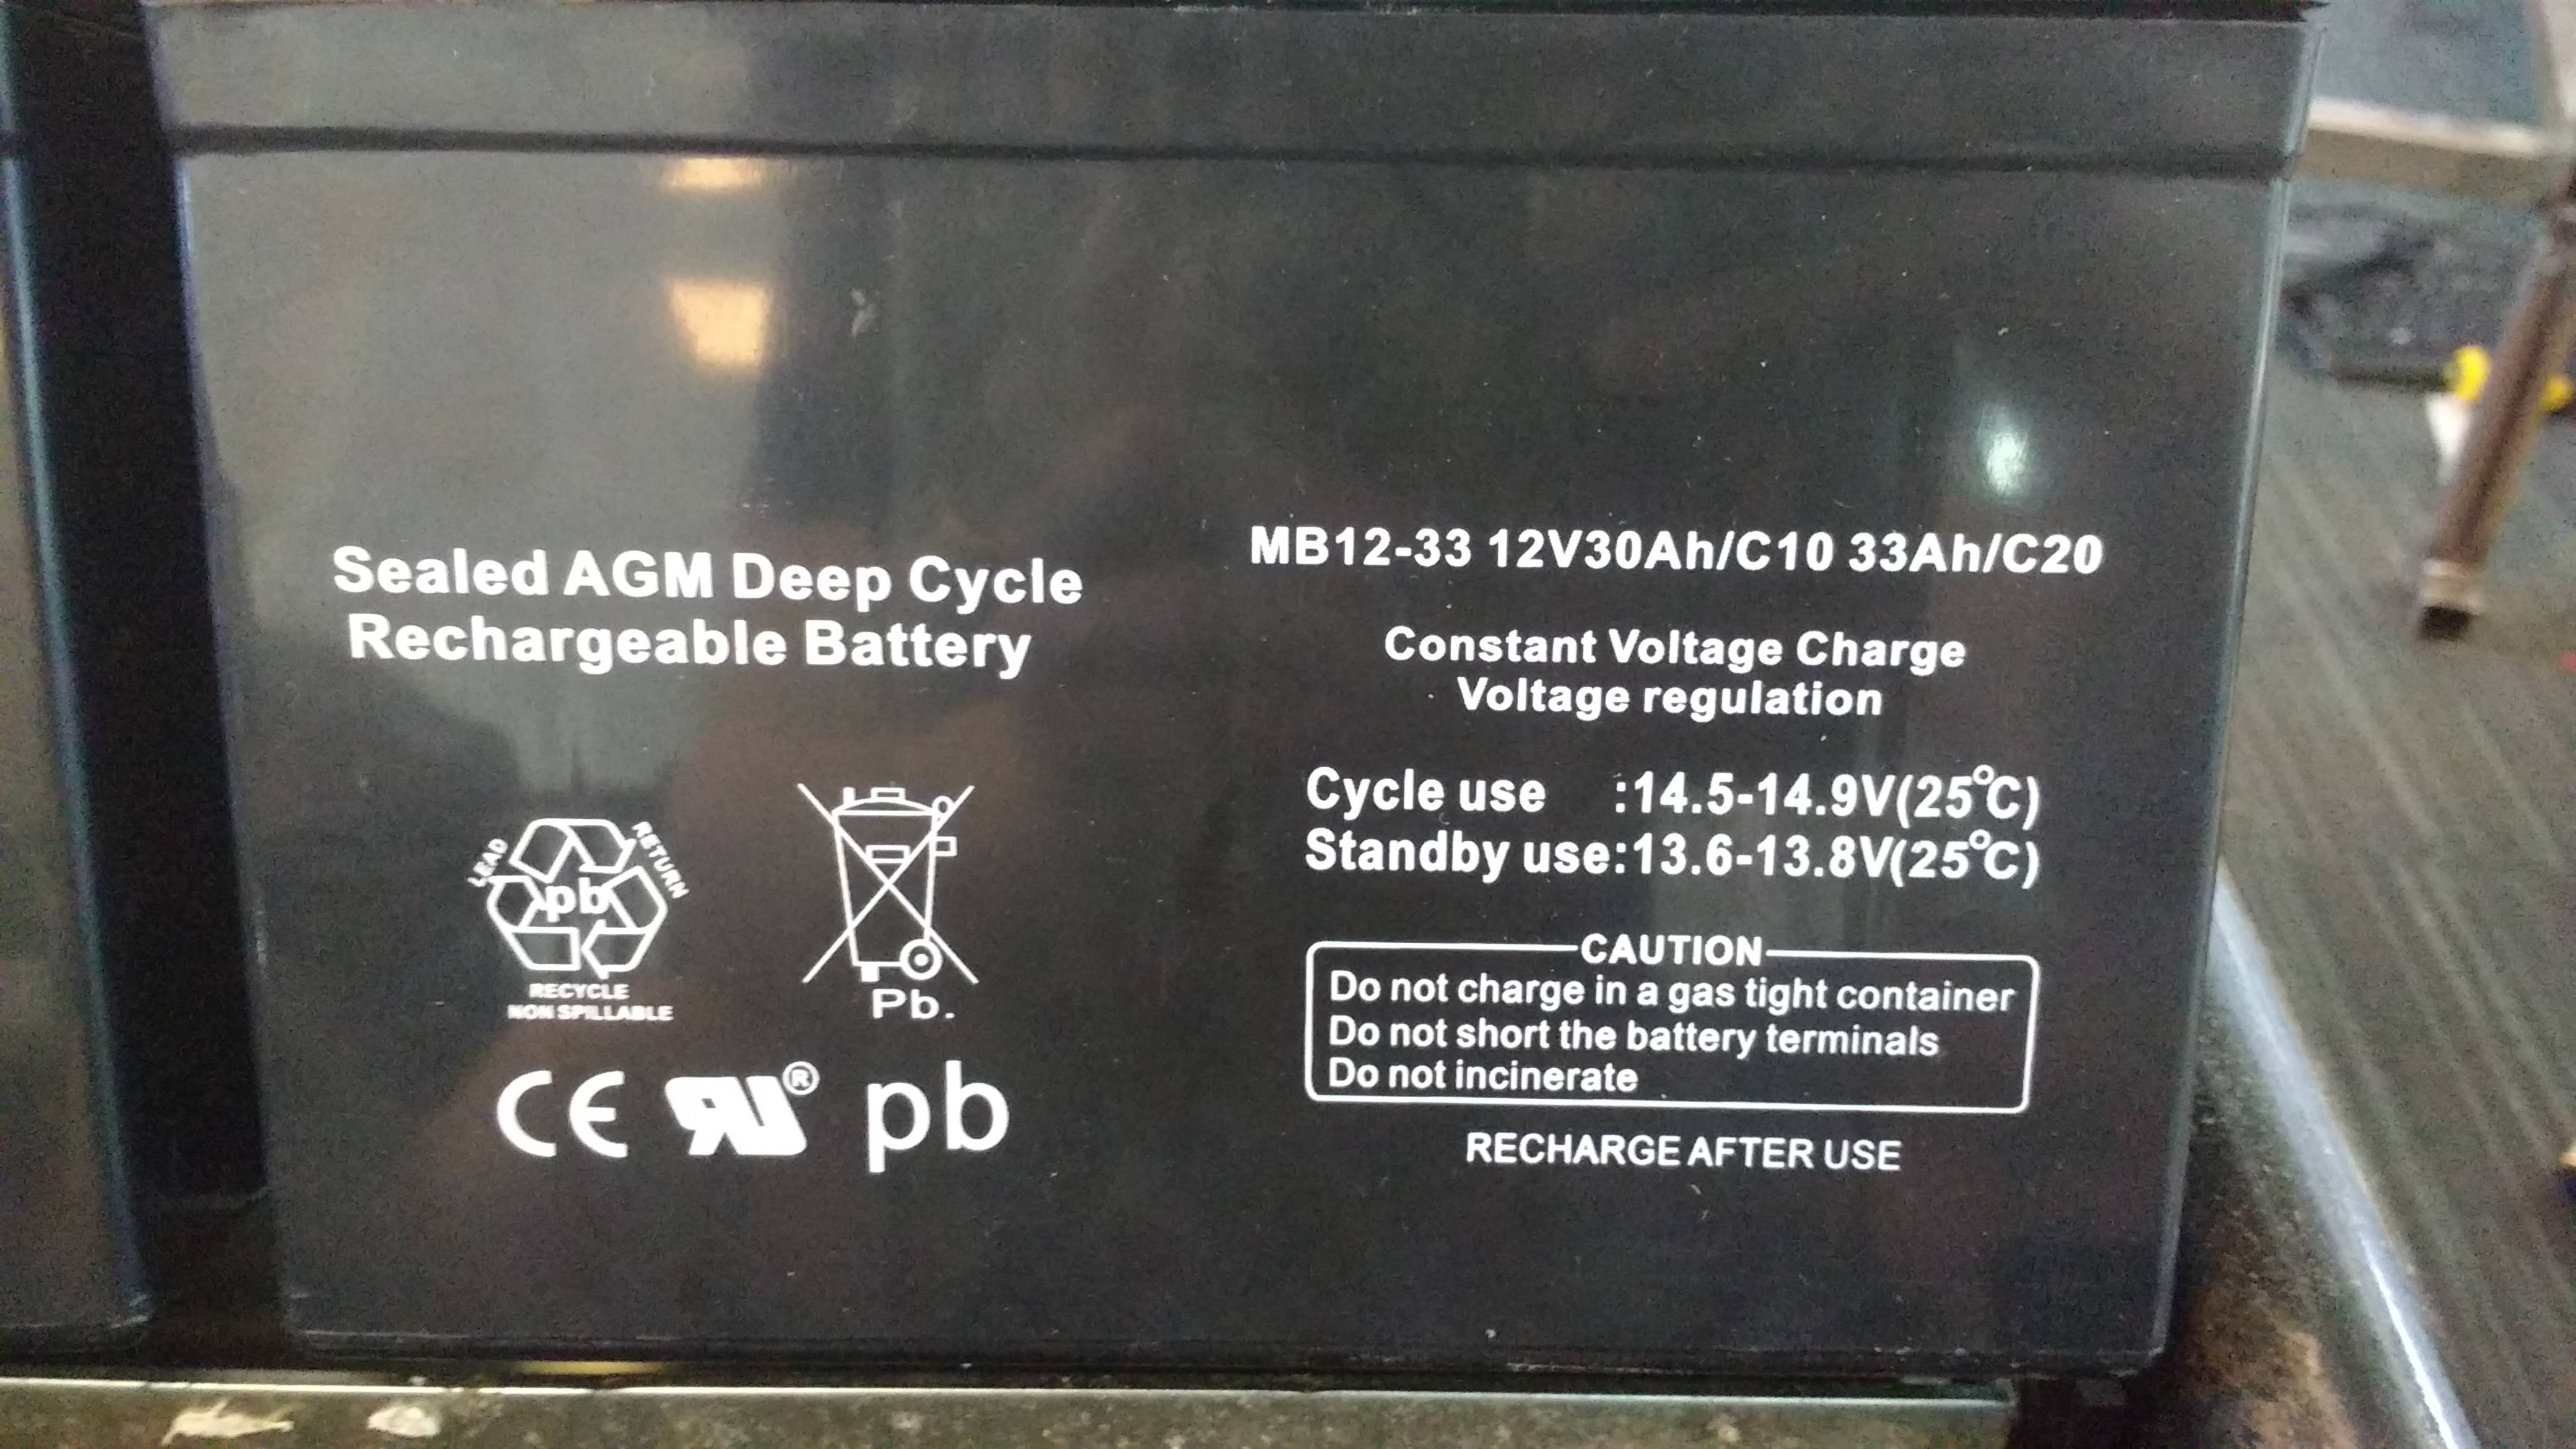 Sealed AGM Deep Cycle
Rechargeable Battery
LEAD
RETURN
pb
RECYCLE
NON SPILLABLE
Pb.
CE RU® pb
MB12-33 12V30Ah/C10 33Ah/C20
Constant Voltage Charge
Voltage regulation
Cycle use :14.5-14.9V(25℃)
Standby use:13.6-13.8V(25℃)
CAUTION
Do not charge in a gas tight container
Do not short the battery terminals
Do not incinerate
RECHARGE AFTER USE